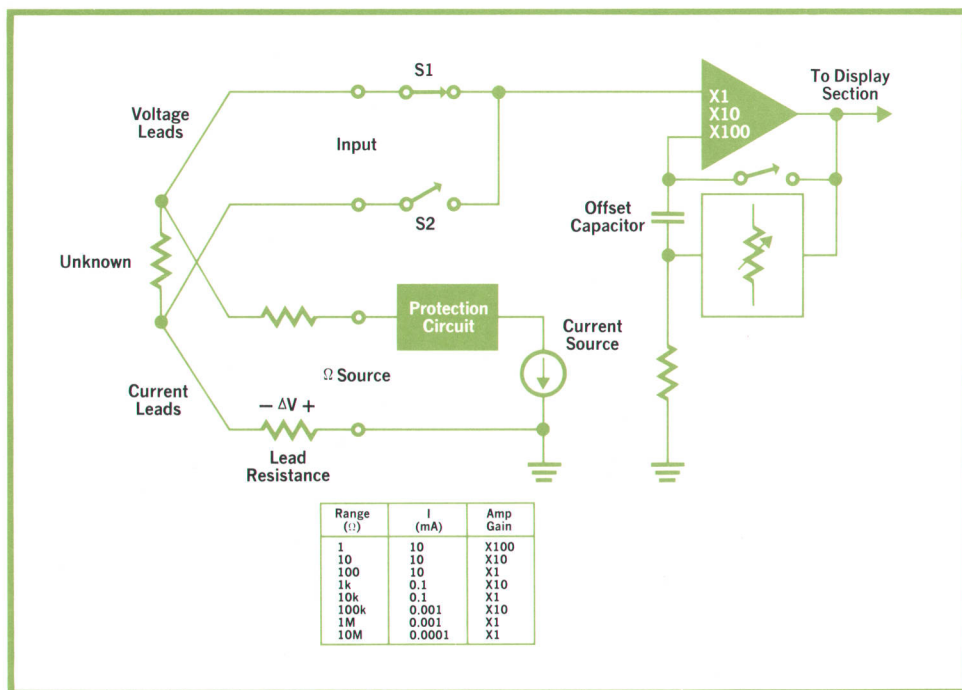 S1
Voltage
Leads
Input
S2
Unknown
Protection
Circuit
Current
Source
Ω Source
Current
Leads
− ΔV +
Lead
Resistance
X1
X10
X100
To Display
Section
Offset
Capacitor
Range
(Ω)
I
(mA)
Amp
Gain
1 10 X100
10 10 X10
100 10 X1
1k 0.1 X10
10k 0.1 X1
100k 0.001 X10
1M 0.001 X1
10M 0.0001 X1